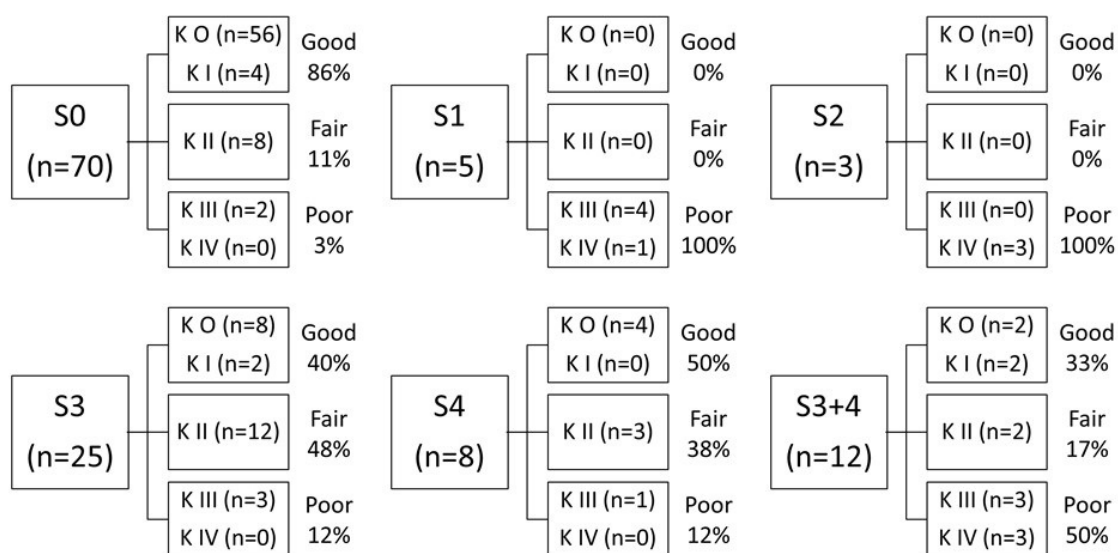 S0
(n=70)
K O (n=56)
K I (n=4)
Good
86%
K II (n=8)
Fair
11%
K III (n=2)
K IV (n=0)
Poor
3%
S1
(n=5)
K O (n=0)
K I (n=0)
Good
0%
K II (n=0)
Fair
0%
K III (n=4)
K IV (n=1)
Poor
100%
S2
(n=3)
K O (n=0)
K I (n=0)
Good
0%
K II (n=0)
Fair
0%
K III (n=0)
K IV (n=3)
Poor
100%
S3
(n=25)
K O (n=8)
K I (n=2)
Good
40%
K II (n=12)
Fair
48%
K III (n=3)
K IV (n=0)
Poor
12%
S4
(n=8)
K O (n=4)
K I (n=0)
Good
50%
K II (n=3)
Fair
38%
K III (n=1)
K IV (n=0)
Poor
12%
S3+4
(n=12)
K O (n=2)
K I (n=2)
Good
33%
K II (n=2)
Fair
17%
K III (n=3)
K IV (n=3)
Poor
50%